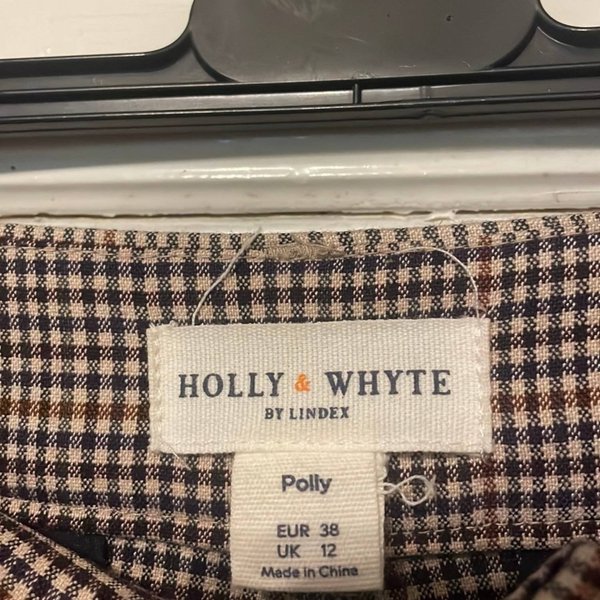 HOLLY & WHYTE
BY LINDEX
Polly
EUR 38
UK 12
Made in China